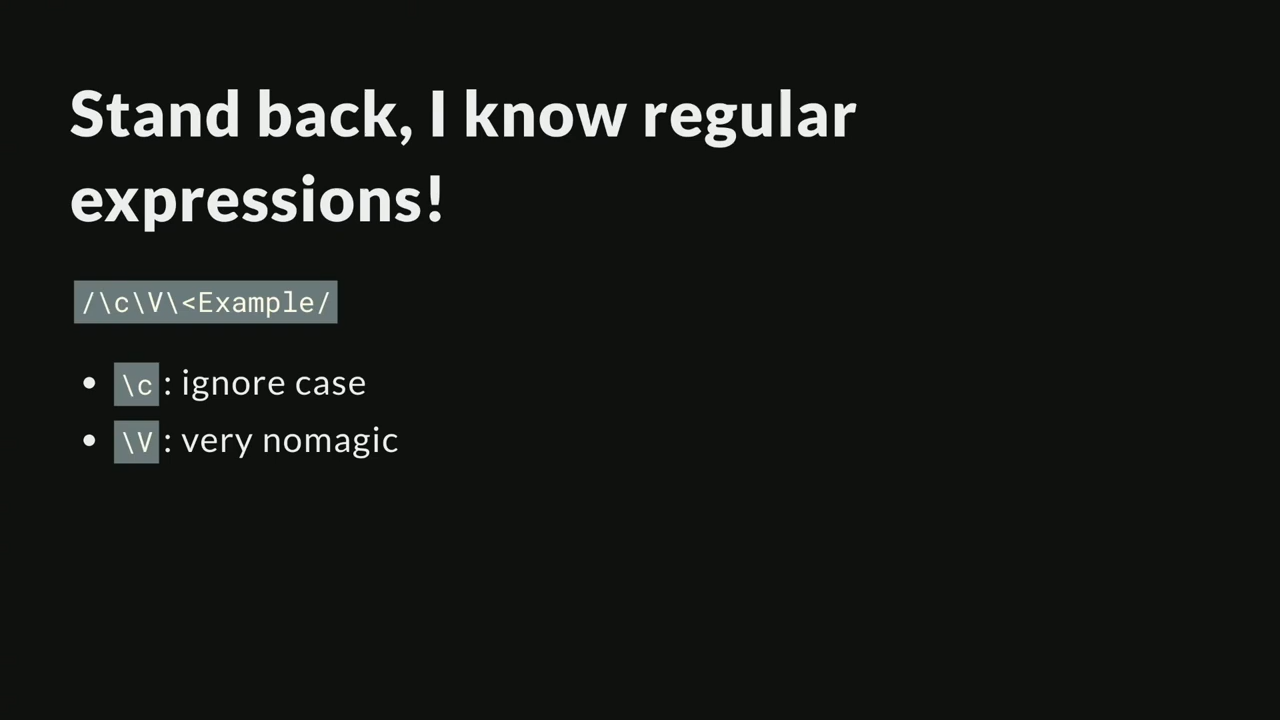 Stand back, I know regular
expressions!
/\c\V\<Example/
• \c : ignore case
• \V : very nomagic